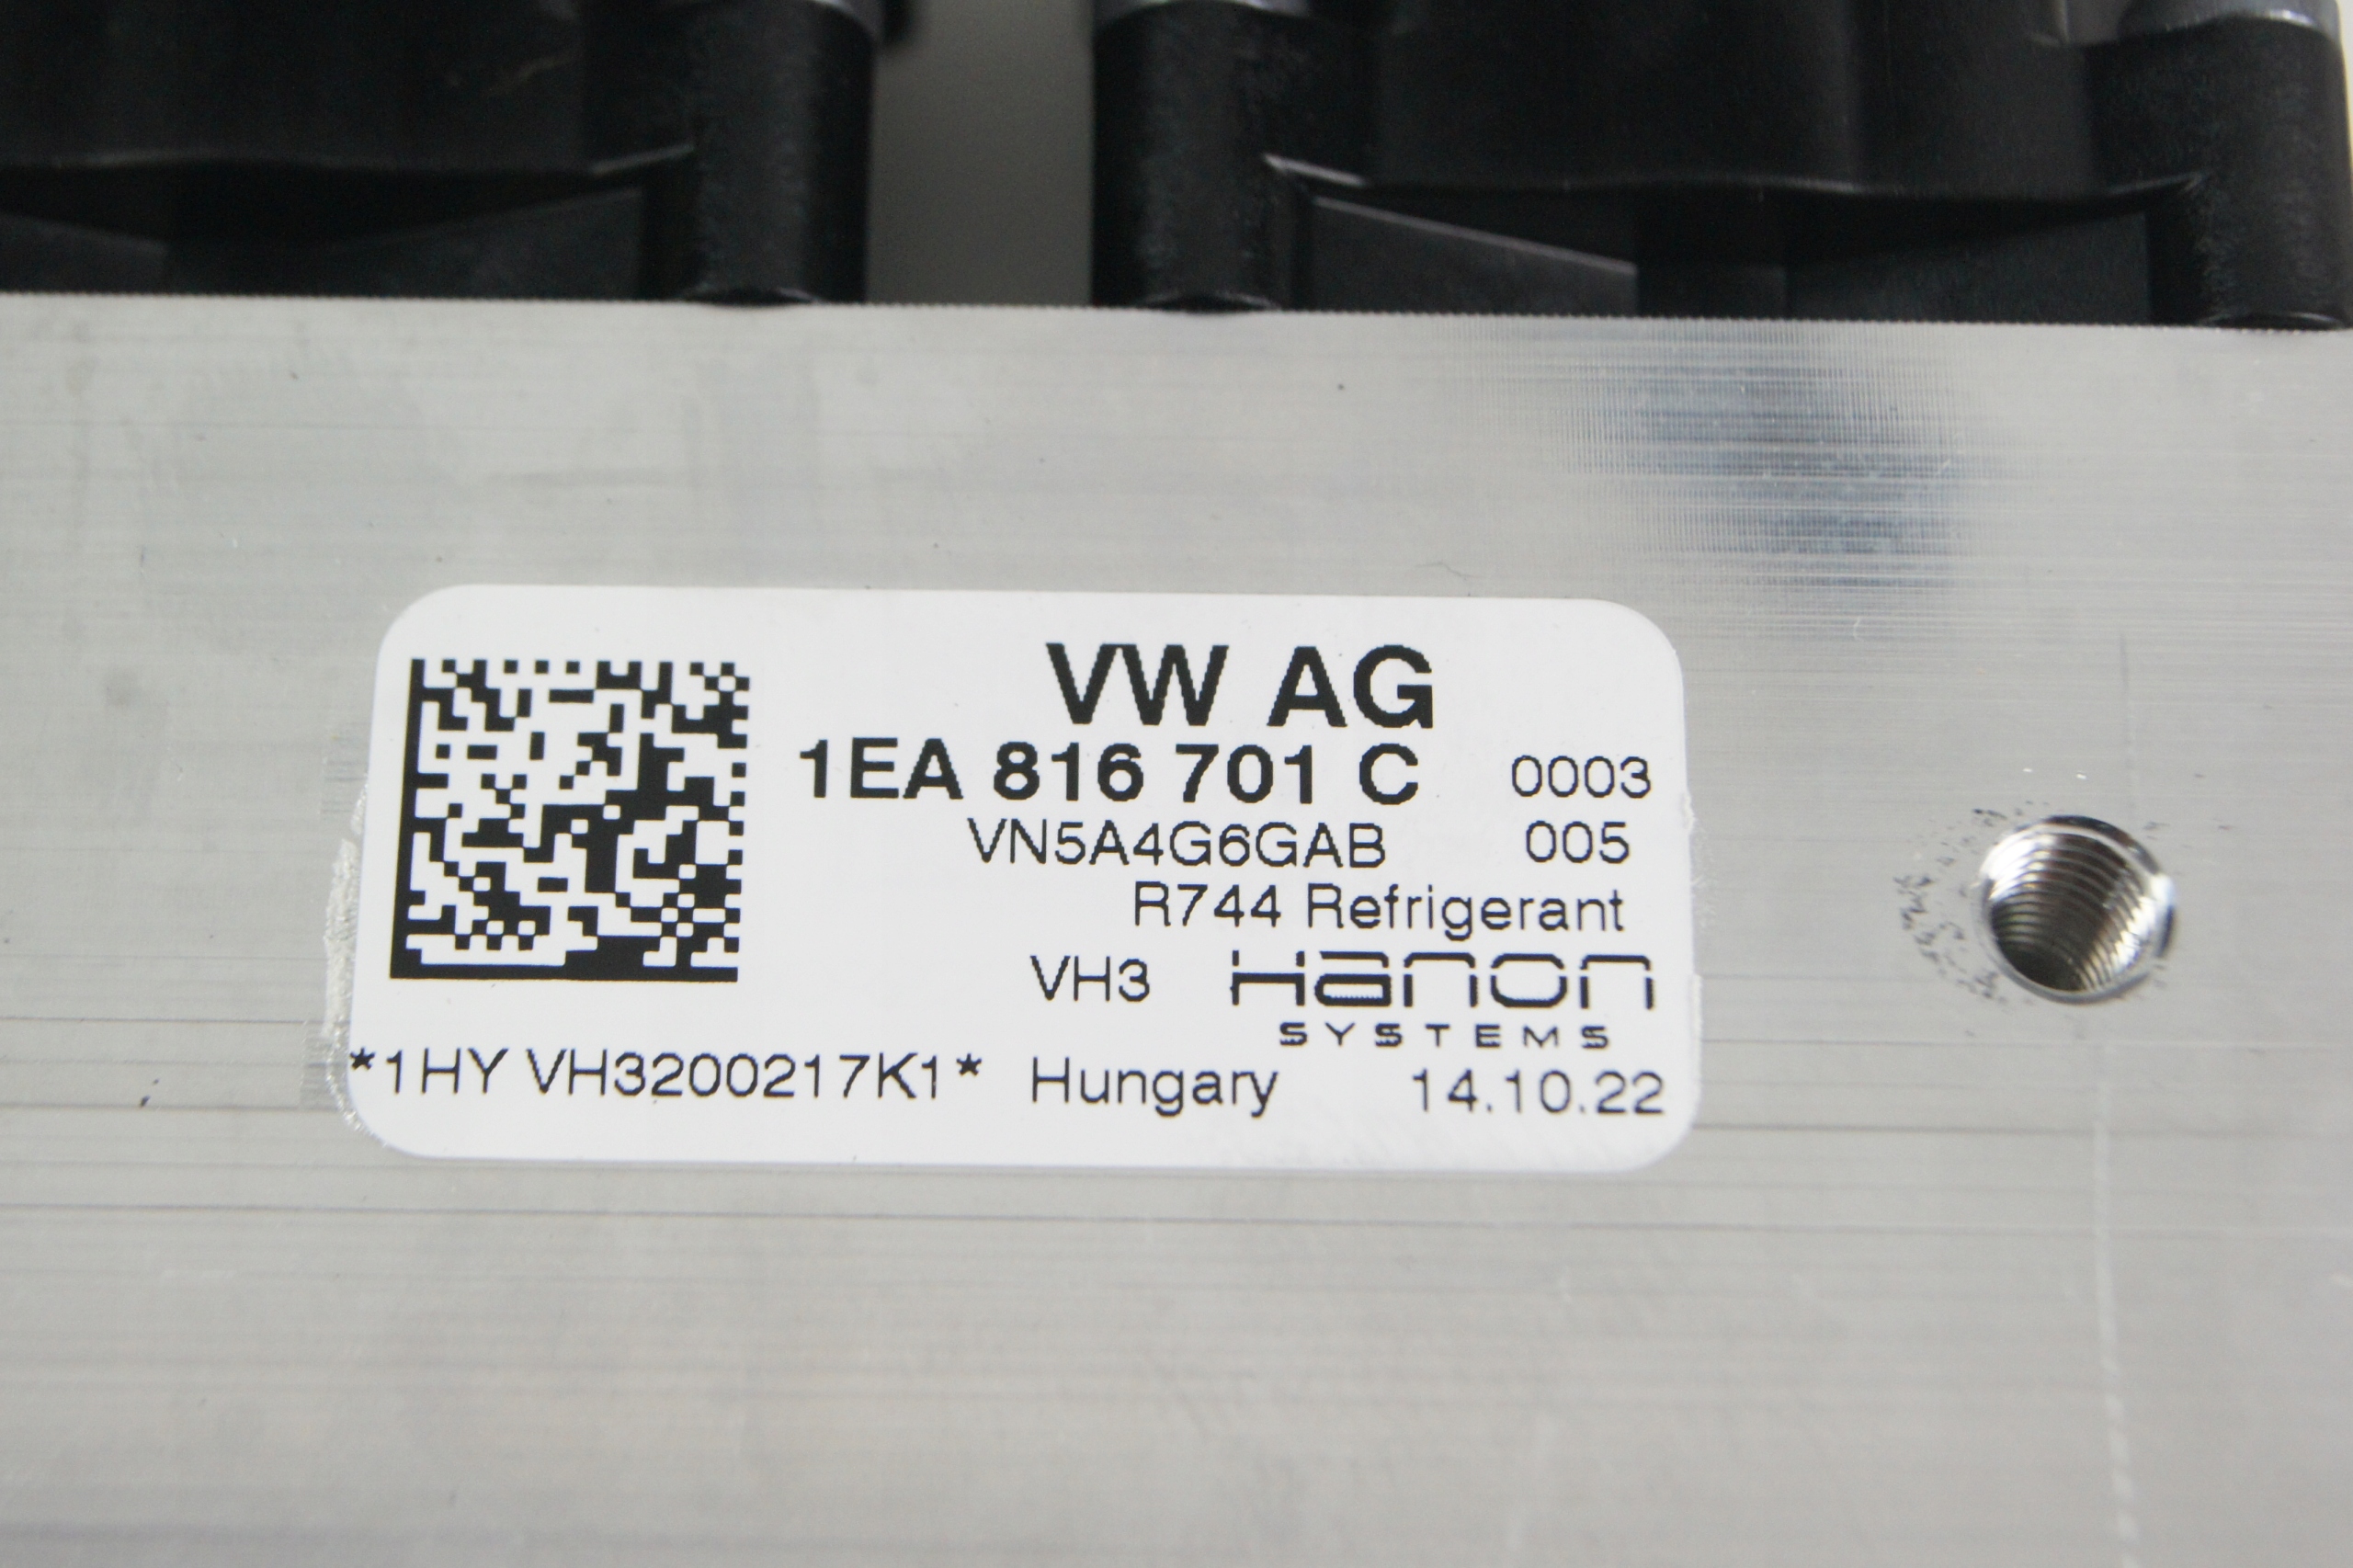 VW AG
1EA 816 701 C 0003
VN5A4G6GAB 005
R744 Refrigerant
VH3 Hanon
SYSTEMS
*1HY VH3200217K1* Hungary 14.10.22